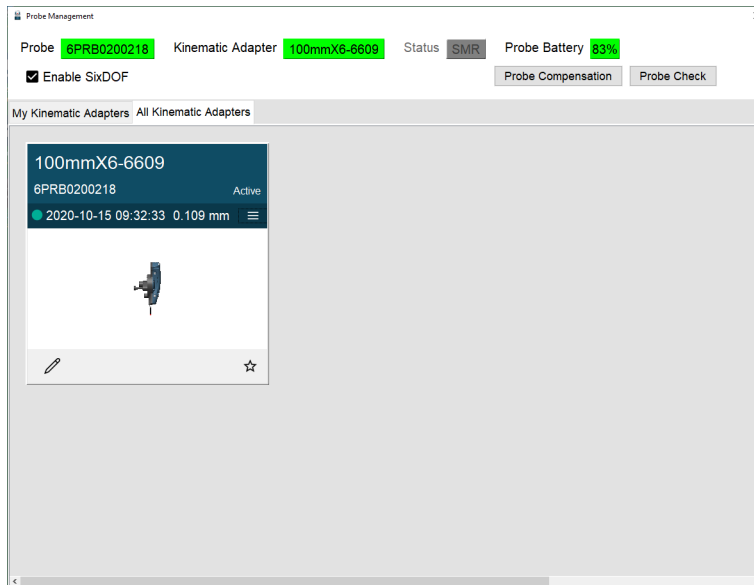 Probe Management
Probe 6PRB0200218 Kinematic Adapter 100mmX6-6609 Status SMR Probe Battery 83%
Enable SixDOF Probe Compensation Probe Check
My Kinematic Adapters All Kinematic Adapters
100mmX6-6609
6PRB0200218 Active
2020-10-15 09:32:33 0.109 mm